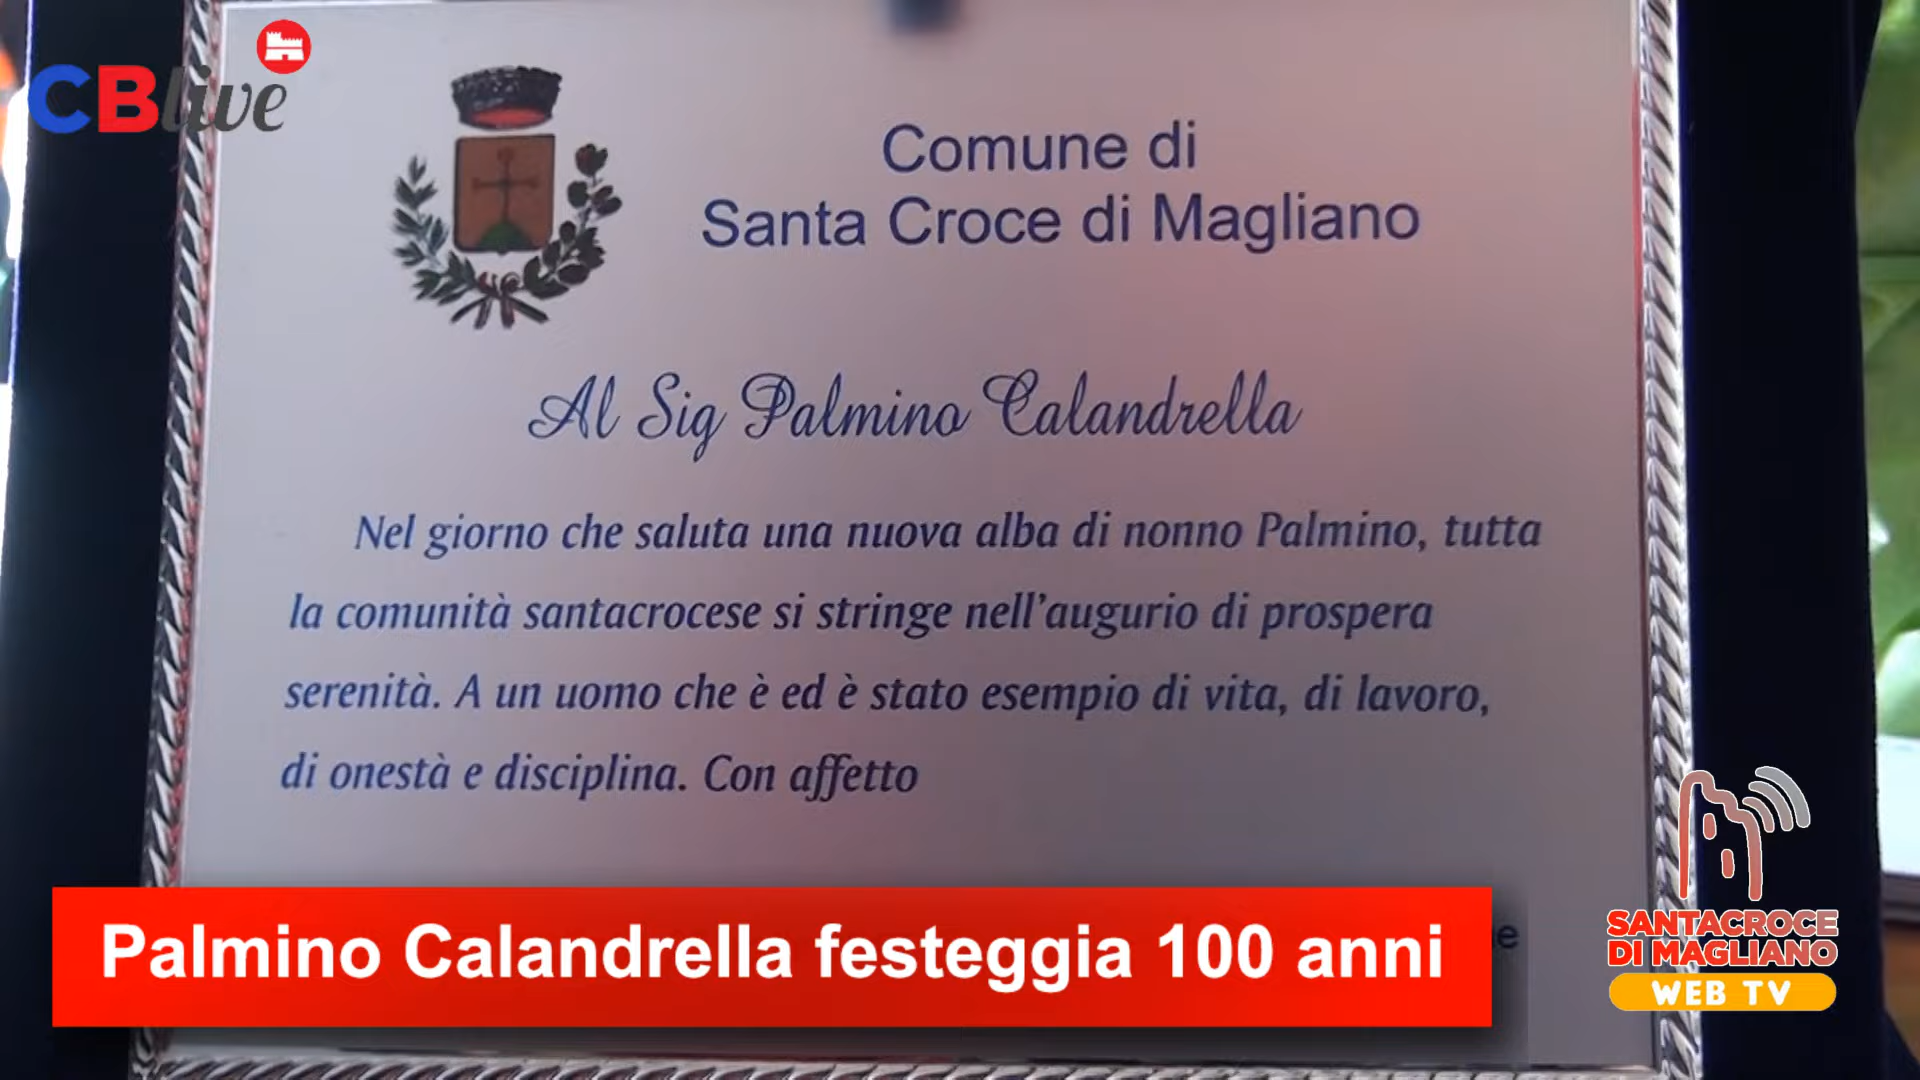 CBlive
Comune di
Santa Croce di Magliano
Al Sig Palmino Calandrella
Nel giorno che saluta una nuova alba di nonno Palmino, tutta
la comunità santacrocese si stringe nell'augurio di prospera
serenità. A un uomo che è ed è stato esempio di vita, di lavoro,
di onestà e disciplina. Con affetto
Palmino Calandrella festeggia 100 anni
SANTACROCE
DI MAGLIANO
WEB TV